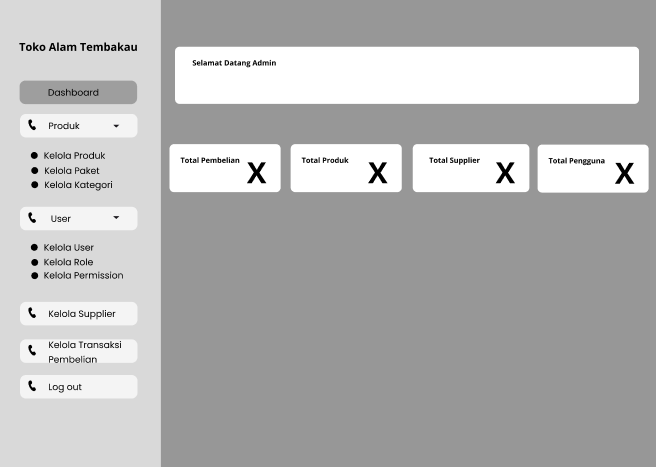 Toko Alam Tembakau
Dashboard
Produk
Kelola Produk
Kelola Paket
Kelola Kategori
User
Kelola User
Kelola Role
Kelola Permission
Kelola Supplier
Kelola Transaksi
Pembelian
Log out
Selamat Datang Admin
Total Pembelian
X
Total Produk
X
Total Supplier
X
Total Pengguna
X